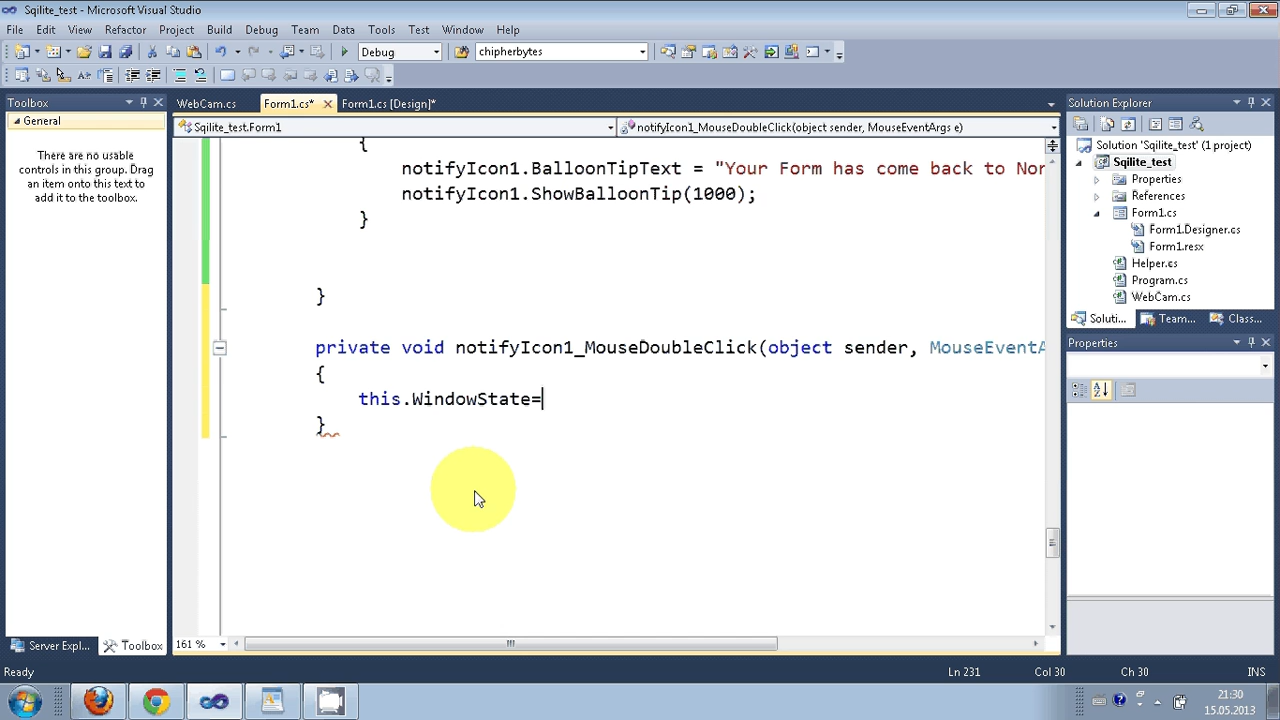 Sqilite_test - Microsoft Visual Studio
File Edit View Refactor Project Build Debug Team Data Tools Test Window Help
Debug chipherbytes
Toolbox
General
There are no usable
controls in this group. Drag
an item onto this text to
add it to the toolbox.
Server Expl... Toolbox
WebCam.cs Form1.cs* Form1.cs [Design]*
Sqilite_test.Form1 notifyIcon1_MouseDoubleClick(object sender, MouseEventArgs e)
{
notifyIcon1.BalloonTipText = "Your Form has come back to Nor
notifyIcon1.ShowBalloonTip(1000);
}
}
private void notifyIcon1_MouseDoubleClick(object sender, MouseEventA
{
this.WindowState=
}
161 %
Solution Explorer
Solution 'Sqilite_test' (1 project)
Sqilite_test
Properties
References
Form1.cs
Form1.Designer.cs
Form1.resx
Helper.cs
Program.cs
WebCam.cs
Soluti... Team... Class...
Properties
Ready Ln 231 Col 30 Ch 30 INS
21:30
15.05.2013